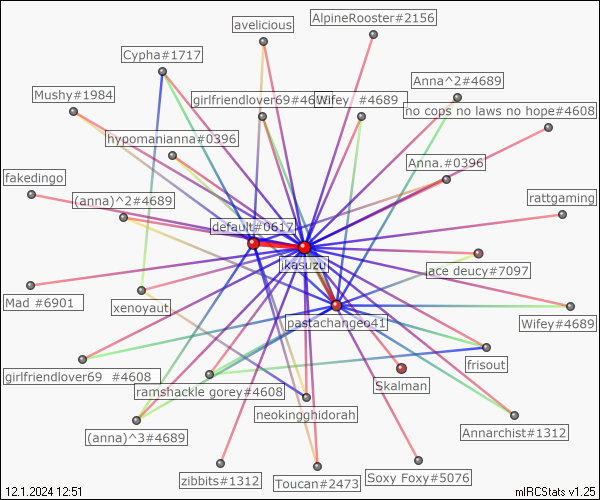 AlpineRooster#2156
avelicious
Cypha#1717
Anna^2#4689
Mushy#1984
girlfriendlover69#46
Wifey #4689
no cops no laws no hope#4608
hypomanianna#0396
Anna.#0396
fakedingo
(anna)^2#4689
rattgaming
default#0617
ikasuzu
ace deucy#7097
Mad #6901
xenoyaut
pastachangeo41
Wifey#4689
frisout
girlfriendlover69 #4608
ramshackle gorey#4608
Skalman
neokingghidorah
(anna)^3#4689
Annarchist#1312
zibbits#1312
Toucan#2473
Soxy Foxy#5076
12.1.2024 12:51
mIRCStats v1.25